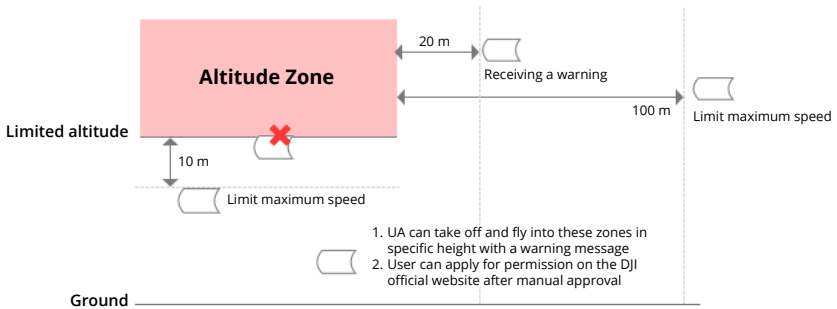 20 m
Altitude Zone
Receiving a warning
100 m
Limit maximum speed
Limited altitude
10 m
Limit maximum speed
1. UA can take off and fly into these zones in
specific height with a warning message
2. User can apply for permission on the DJI
official website after manual approval
Ground